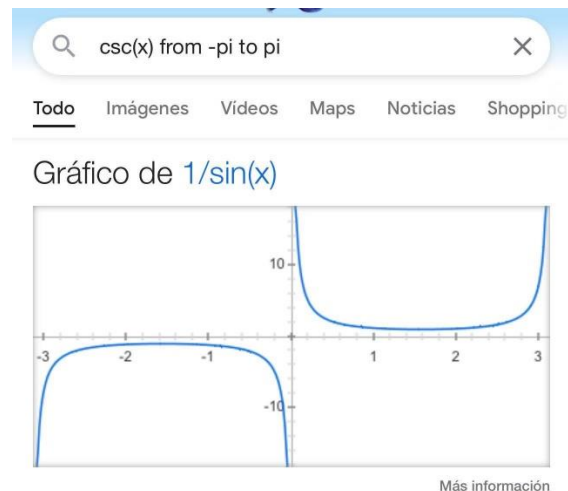 csc(x) from -pi to pi
Todo Imágenes Vídeos Maps Noticias Shopping
Gráfico de 1/sin(x)
10
-3 -2 -1 1 2 3
-10
Más información